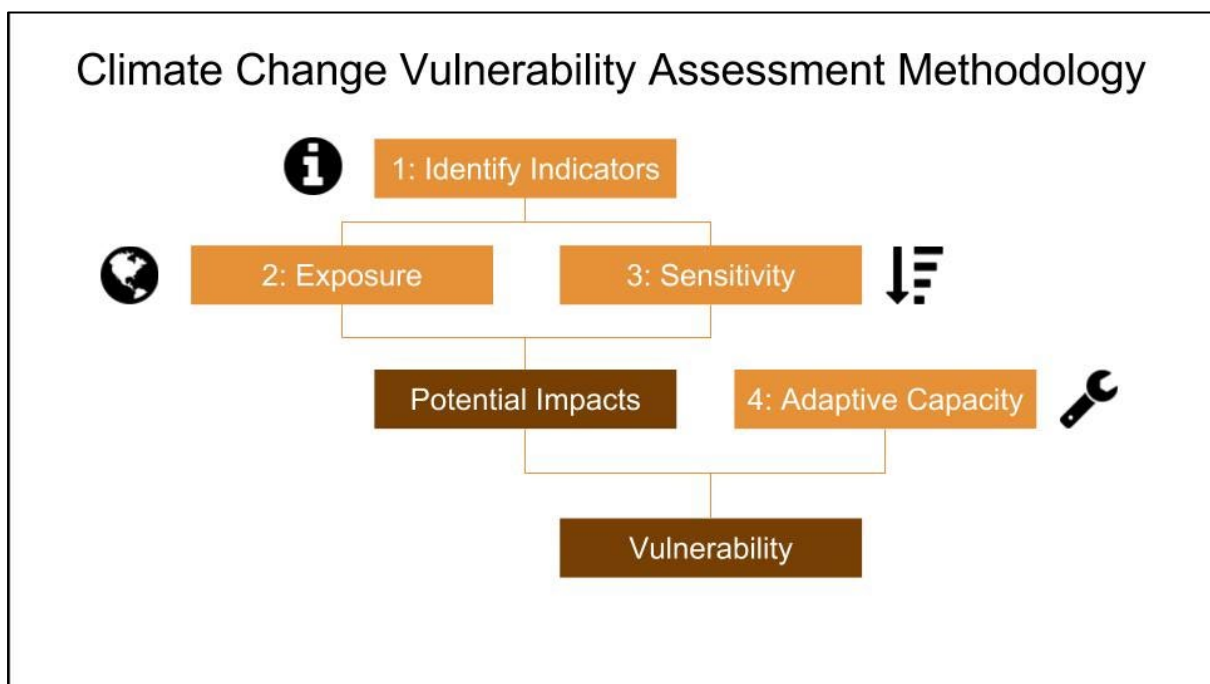 Climate Change Vulnerability Assessment Methodology
1: Identify Indicators
2: Exposure
3: Sensitivity
Potential Impacts
4: Adaptive Capacity
Vulnerability